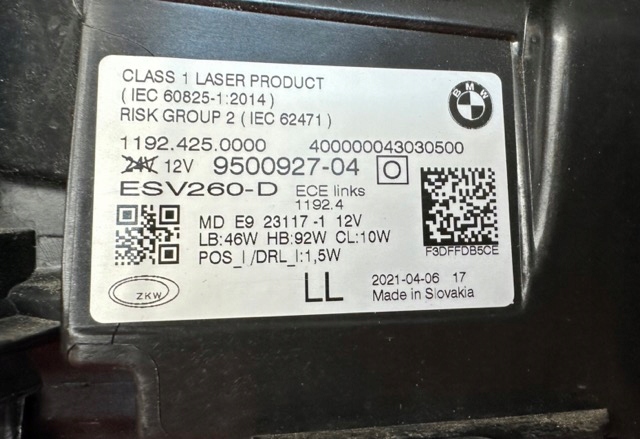 CLASS 1 LASER PRODUCT
( IEC 60825-1:2014 )
RISK GROUP 2 ( IEC 62471 )
BMW
1192.425.0000 400000043030500
24V 12V 9500927-04 O
ESV260-D ECE links
1192.4
MD E9 23117 -1 12V
LB:46W HB:92W CL:10W
POS_I /DRL_I:1,5W
F3DFFDB5CE
ZKW
LL
2021-04-06 17
Made in Slovakia